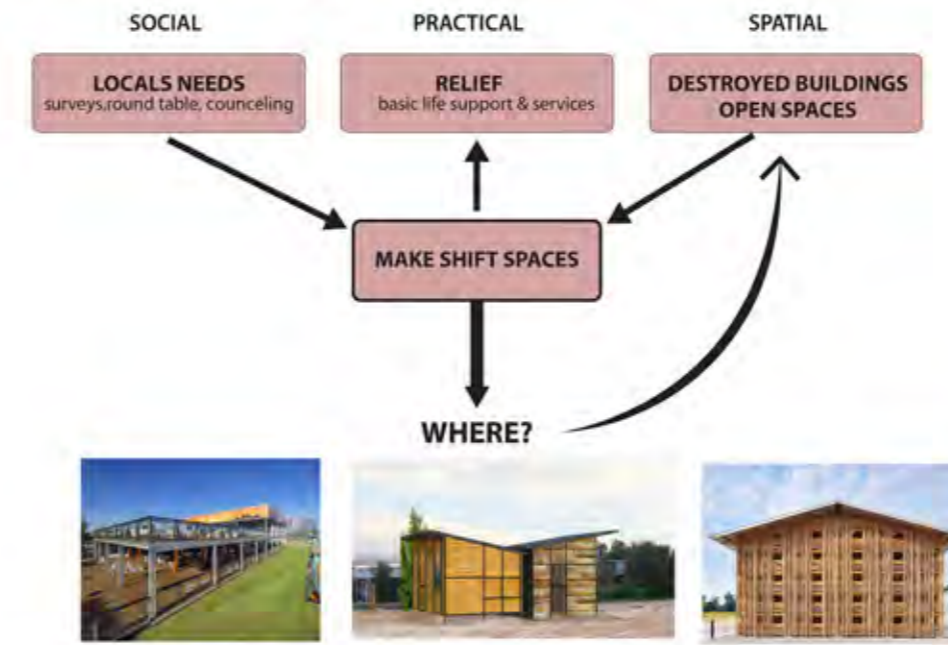 SOCIAL
PRACTICAL
SPATIAL
LOCALS NEEDS
surveys,round table, counceling
RELIEF
basic life support & services
DESTROYED BUILDINGS
OPEN SPACES
MAKE SHIFT SPACES
WHERE?